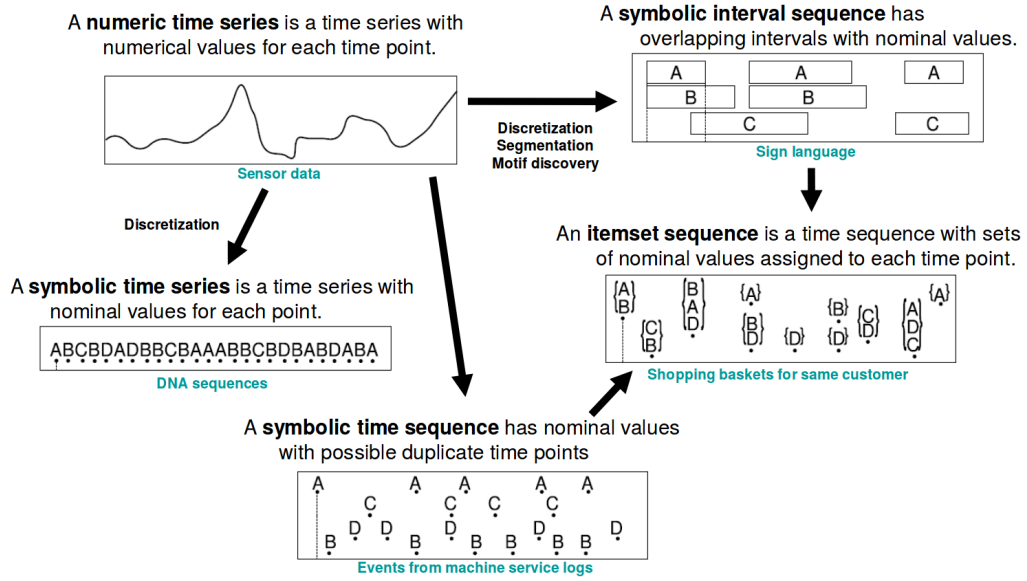 A numeric time series is a time series with
numerical values for each time point.
Sensor data
A symbolic interval sequence has
overlapping intervals with nominal values.
A A A
B B
C C
Sign language
Discretization
Segmentation
Motif discovery
Discretization
A symbolic time series is a time series with
nominal values for each point.
ABCBDADBBCBAAABBCBDBABDABA
DNA sequences
An itemset sequence is a time sequence with sets
of nominal values assigned to each time point.
{A B} {C B} {B A D} {A} {B D} {D} {B} {D} {C D} {A D C} {A}
Shopping baskets for same customer
A symbolic time sequence has nominal values
with possible duplicate time points
A A A A A
C C C C
D D D D D
B B B B B B
Events from machine service logs